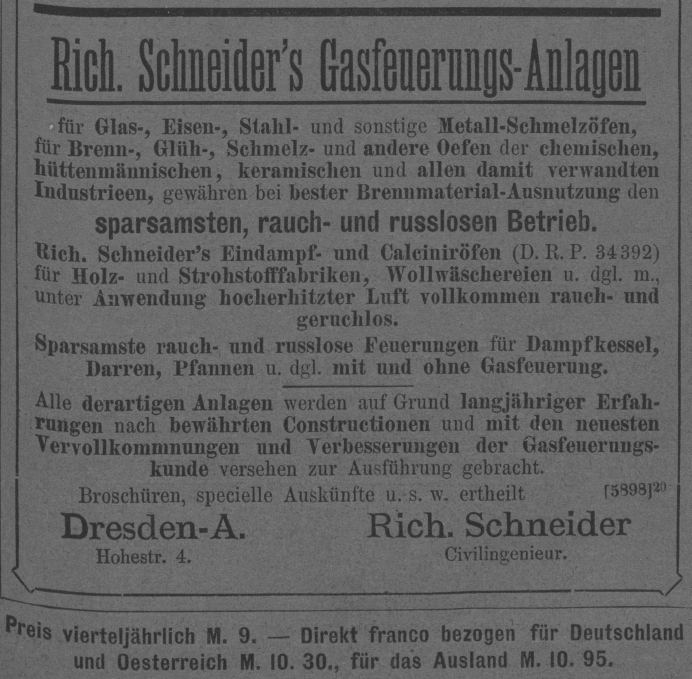 Rich. Schneider's Gasfeuerungs-Anlagen
für Glas-, Eisen-, Stahl- und sonstige Metall-Schmelzöfen,
für Brenn-, Glüh-, Schmelz- und andere Oefen der chemischen,
hüttenmännischen, keramischen und allen damit verwandten
Industrieen, gewähren bei bester Brennmaterial-Ausnutzung den
sparsamsten, rauch- und russlosen Betrieb.
Rich. Schneider's Eindampf- und Calciniröfen (D. R. P. 34392)
für Holz- und Strohstofffabriken, Wollwäschereien u. dgl. m.,
unter Anwendung hocherhitzter Luft vollkommen rauch- und
geruchlos.
Sparsamste rauch- und russlose Feuerungen für Dampfkessel,
Darren, Pfannen u. dgl. mit und ohne Gasfeuerung.
Alle derartigen Anlagen werden auf Grund langjähriger Erfah-
rungen nach bewährten Constructionen und mit den neuesten
Vervollkommnungen und Verbesserungen der Gasfeuerungs-
kunde versehen zur Ausführung gebracht.
Broschüren, specielle Auskünfte u. s. w. ertheilt [5898]20
Dresden-A. Rich. Schneider
Hohestr. 4. Civilingenieur.
Preis vierteljährlich M. 9. — Direkt franco bezogen für Deutschland
und Oesterreich M. 10. 30., für das Ausland M. 10. 95.